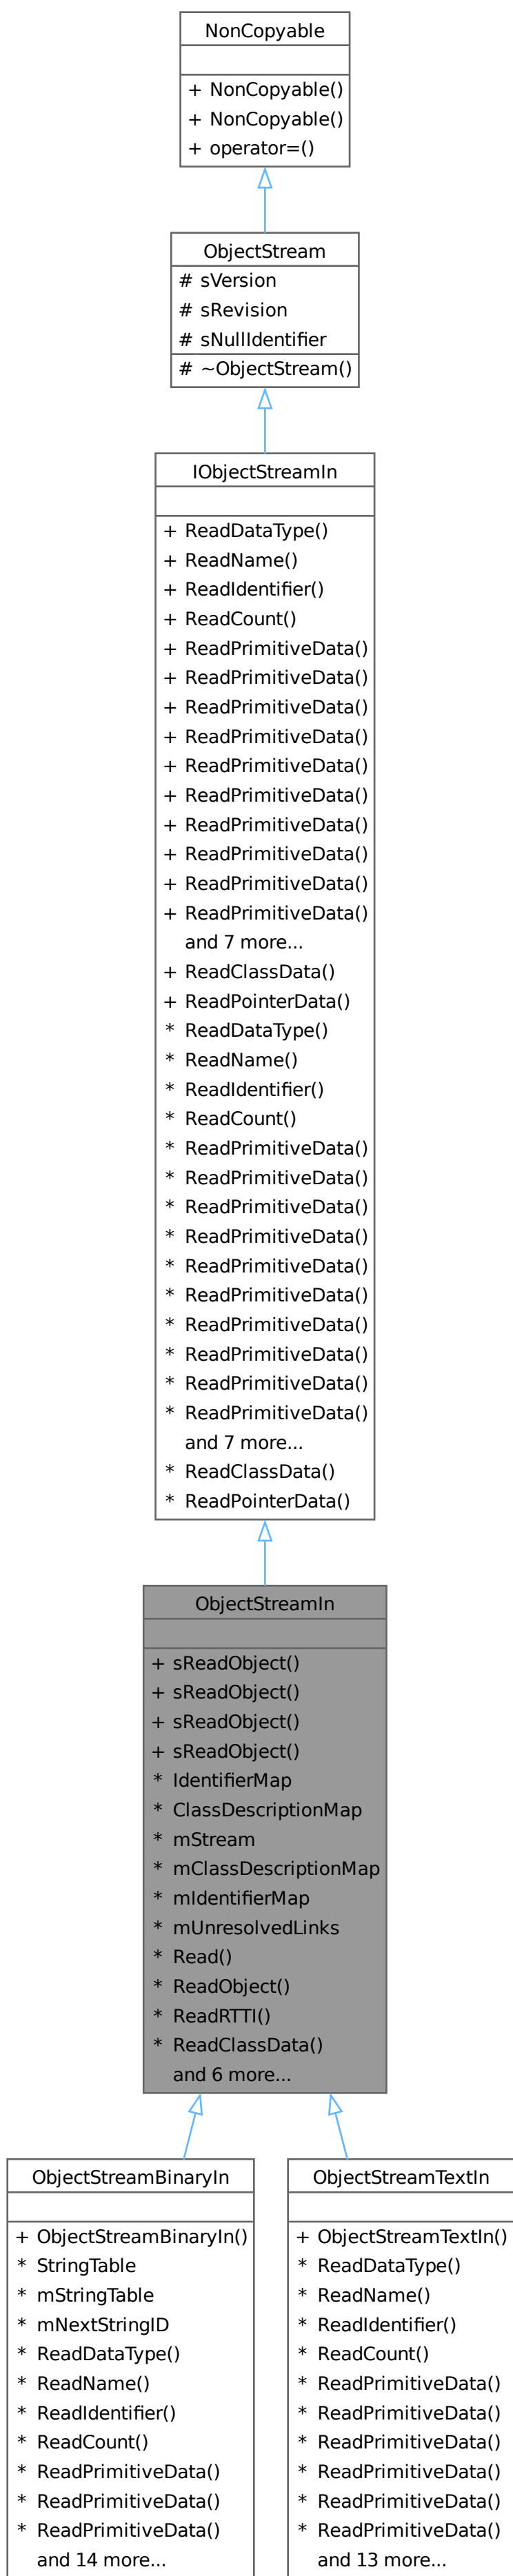 NonCopyable
+ NonCopyable()
+ NonCopyable()
+ operator=()
ObjectStream
# sVersion
# sRevision
# sNullIdentifier
# ~ObjectStream()
IObjectStreamIn
+ ReadDataType()
+ ReadName()
+ ReadIdentifier()
+ ReadCount()
+ ReadPrimitiveData()
+ ReadPrimitiveData()
+ ReadPrimitiveData()
+ ReadPrimitiveData()
+ ReadPrimitiveData()
+ ReadPrimitiveData()
+ ReadPrimitiveData()
+ ReadPrimitiveData()
+ ReadPrimitiveData()
+ ReadPrimitiveData()
and 7 more...
+ ReadClassData()
+ ReadPointerData()
* ReadDataType()
* ReadName()
* ReadIdentifier()
* ReadCount()
* ReadPrimitiveData()
* ReadPrimitiveData()
* ReadPrimitiveData()
* ReadPrimitiveData()
* ReadPrimitiveData()
* ReadPrimitiveData()
* ReadPrimitiveData()
* ReadPrimitiveData()
* ReadPrimitiveData()
* ReadPrimitiveData()
and 7 more...
* ReadClassData()
* ReadPointerData()
ObjectStreamIn
+ sReadObject()
+ sReadObject()
+ sReadObject()
+ sReadObject()
* IdentifierMap
* ClassDescriptionMap
* mStream
* mClassDescriptionMap
* mIdentifierMap
* mUnresolvedLinks
* Read()
* ReadObject()
* ReadRTTI()
* ReadClassData()
and 6 more...
ObjectStreamBinaryIn
+ ObjectStreamBinaryIn()
* StringTable
* mStringTable
* mNextStringID
* ReadDataType()
* ReadName()
* ReadIdentifier()
* ReadCount()
* ReadPrimitiveData()
* ReadPrimitiveData()
* ReadPrimitiveData()
and 14 more...
ObjectStreamTextIn
+ ObjectStreamTextIn()
* ReadDataType()
* ReadName()
* ReadIdentifier()
* ReadCount()
* ReadPrimitiveData()
* ReadPrimitiveData()
* ReadPrimitiveData()
* ReadPrimitiveData()
* ReadPrimitiveData()
* ReadPrimitiveData()
and 13 more...